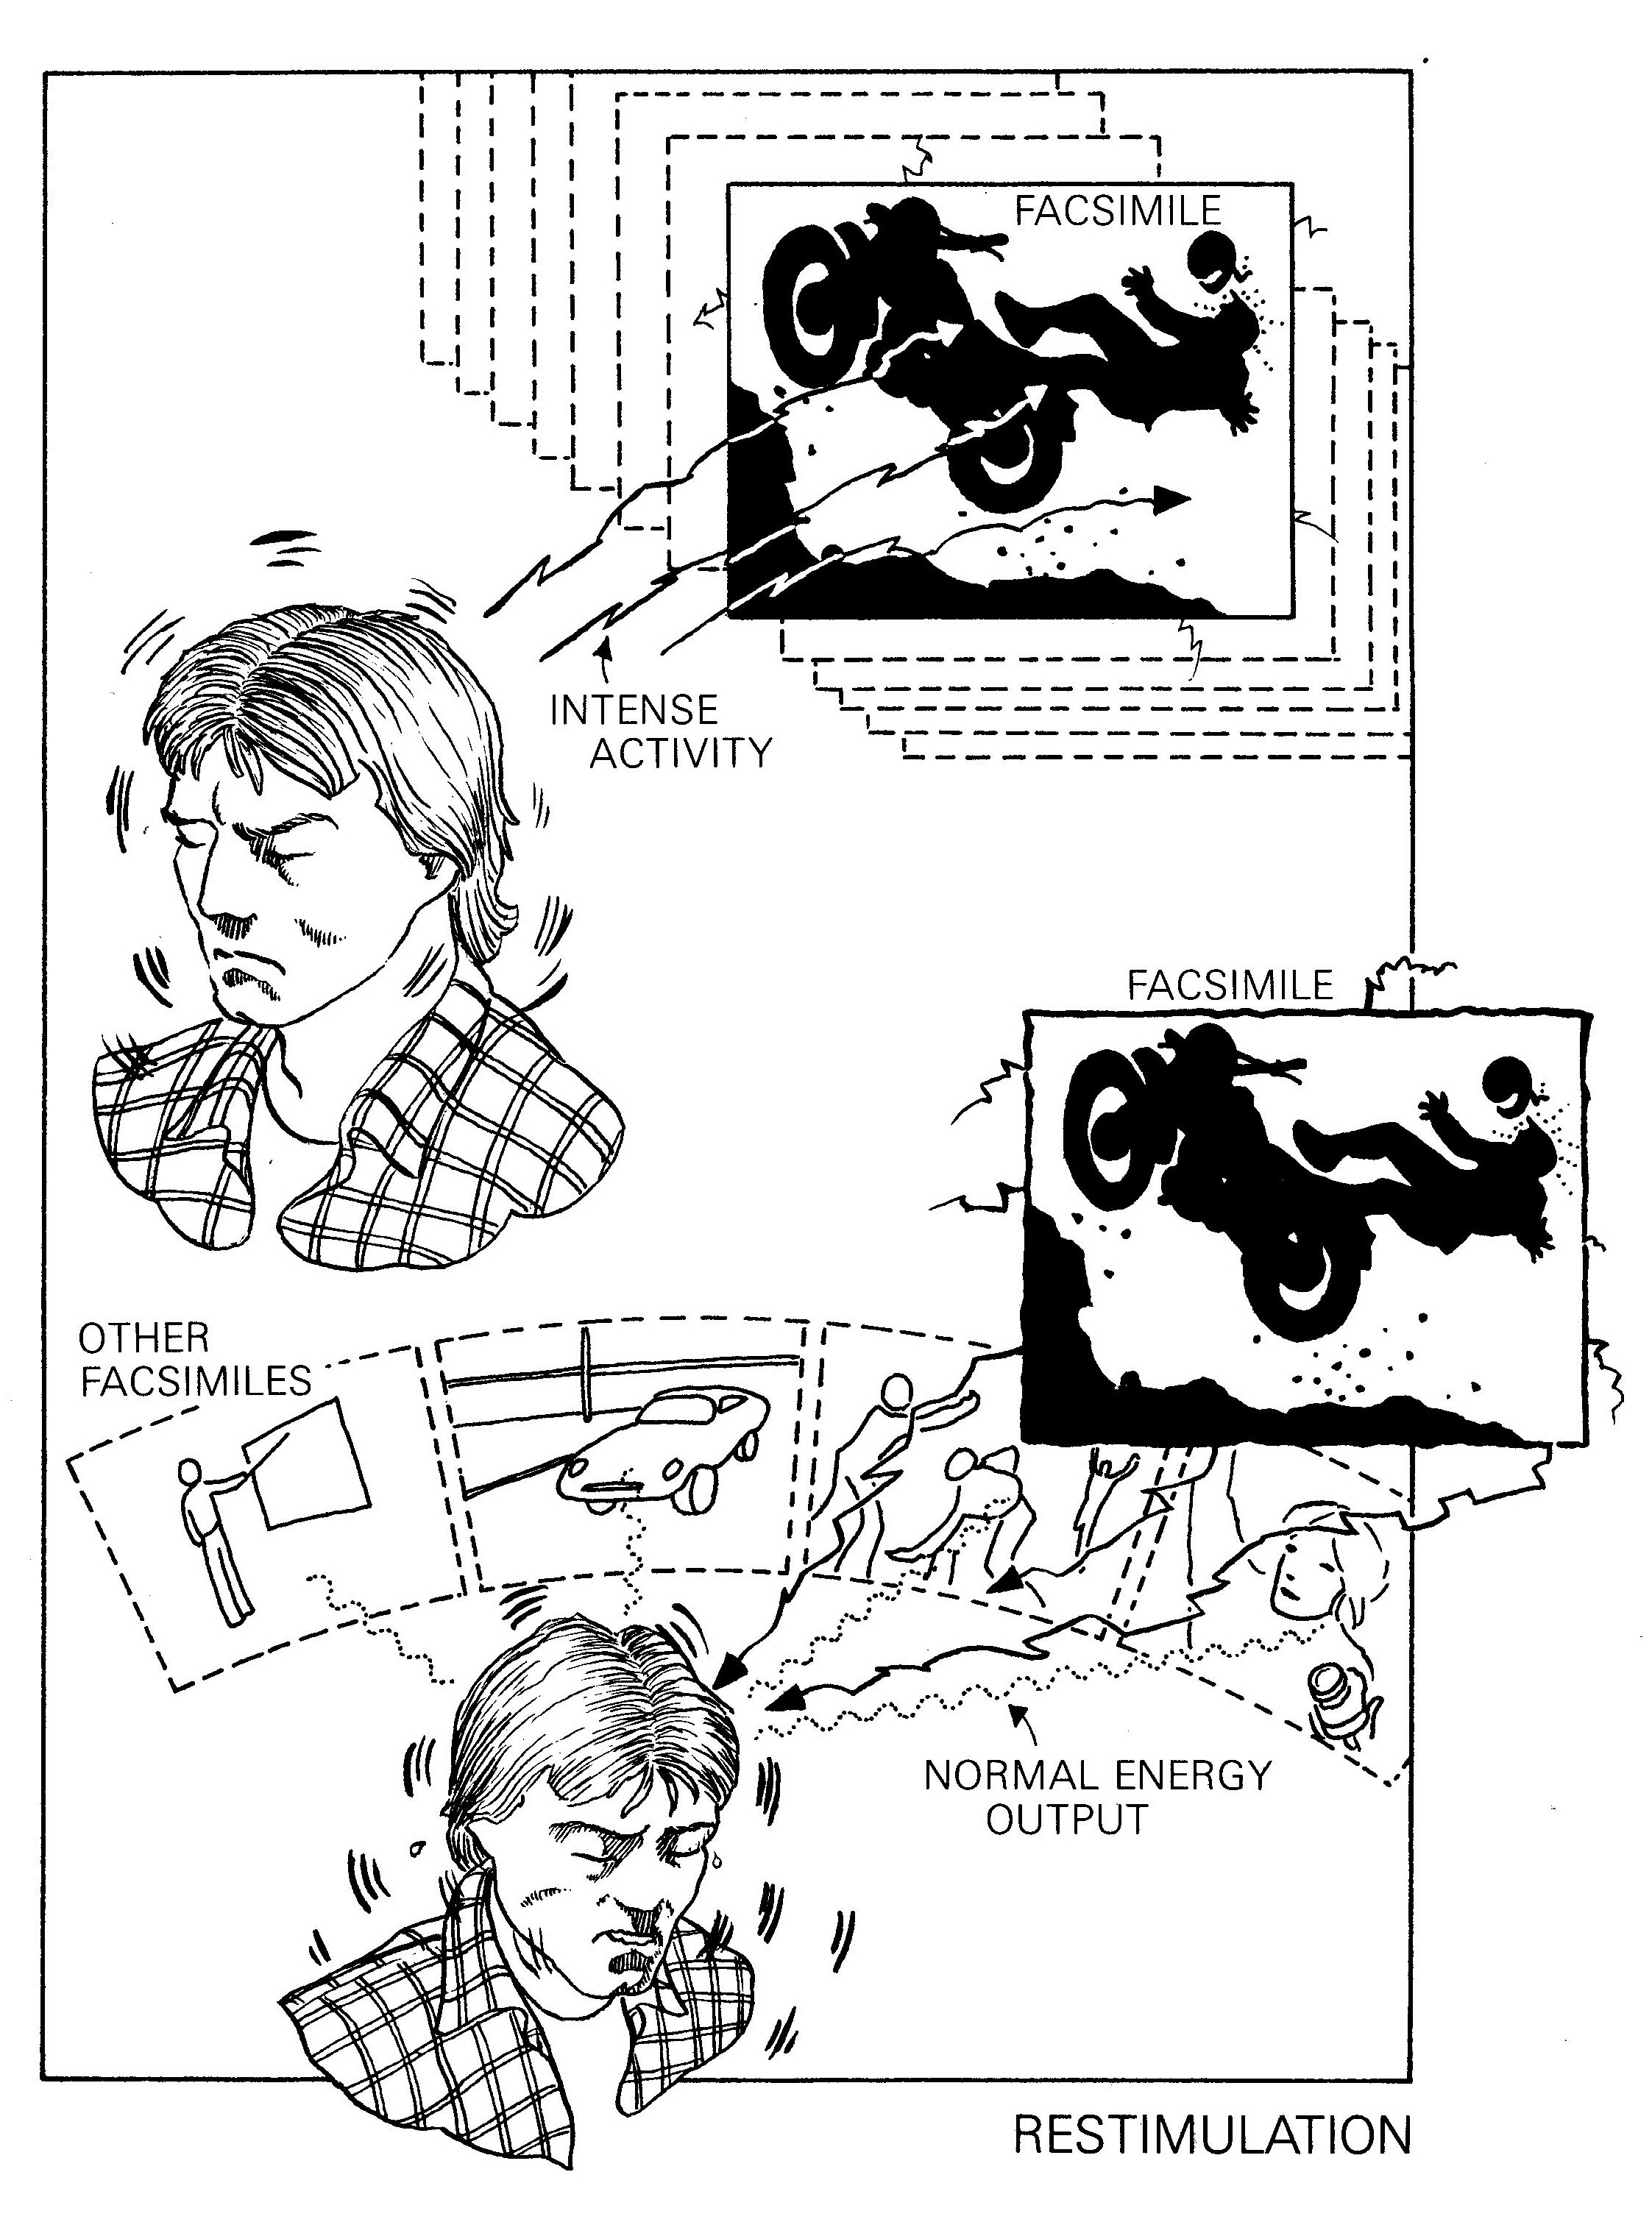 FACSIMILE
INTENSE
ACTIVITY
FACSIMILE
OTHER
FACSIMILES
NORMAL ENERGY
OUTPUT
RESTIMULATION